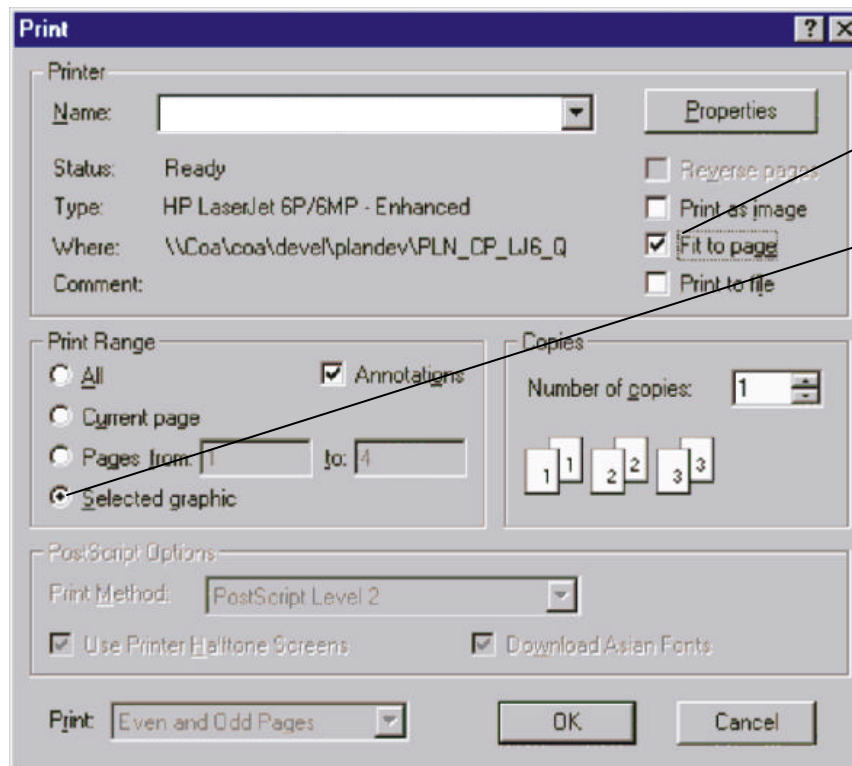 Print
Printer
Name:
Properties
Status: Ready
Reverse pages
Type: HP LaserJet 6P/6MP - Enhanced
Print as image
Where: \\Coa\coa\devel\plandev\PLN_CP_LJ6_Q
Fit to page
Comment:
Print to file
Print Range
All
Annotations
Current page
Pages from: 1 to: 4
Selected graphic
Copies
Number of copies: 1
1 1 2 2 3 3
PostScript Options
Print Method: PostScript Level 2
Use Printer Halftone Screens
Download Asian Fonts
Print: Even and Odd Pages
OK
Cancel